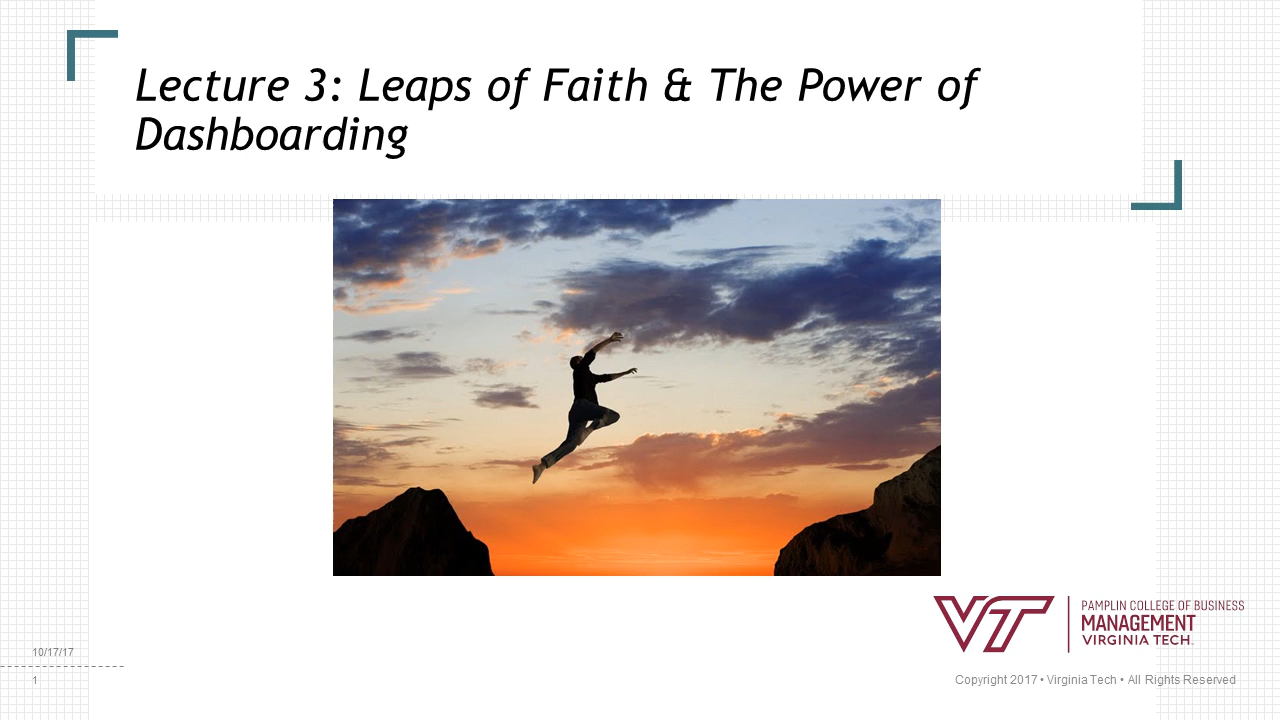 Lecture 3: Leaps of Faith & The Power of
Dashboarding
VT
PAMPLIN COLLEGE OF BUSINESS
MANAGEMENT
VIRGINIA TECH.
10/17/17
1
Copyright 2017 • Virginia Tech • All Rights Reserved